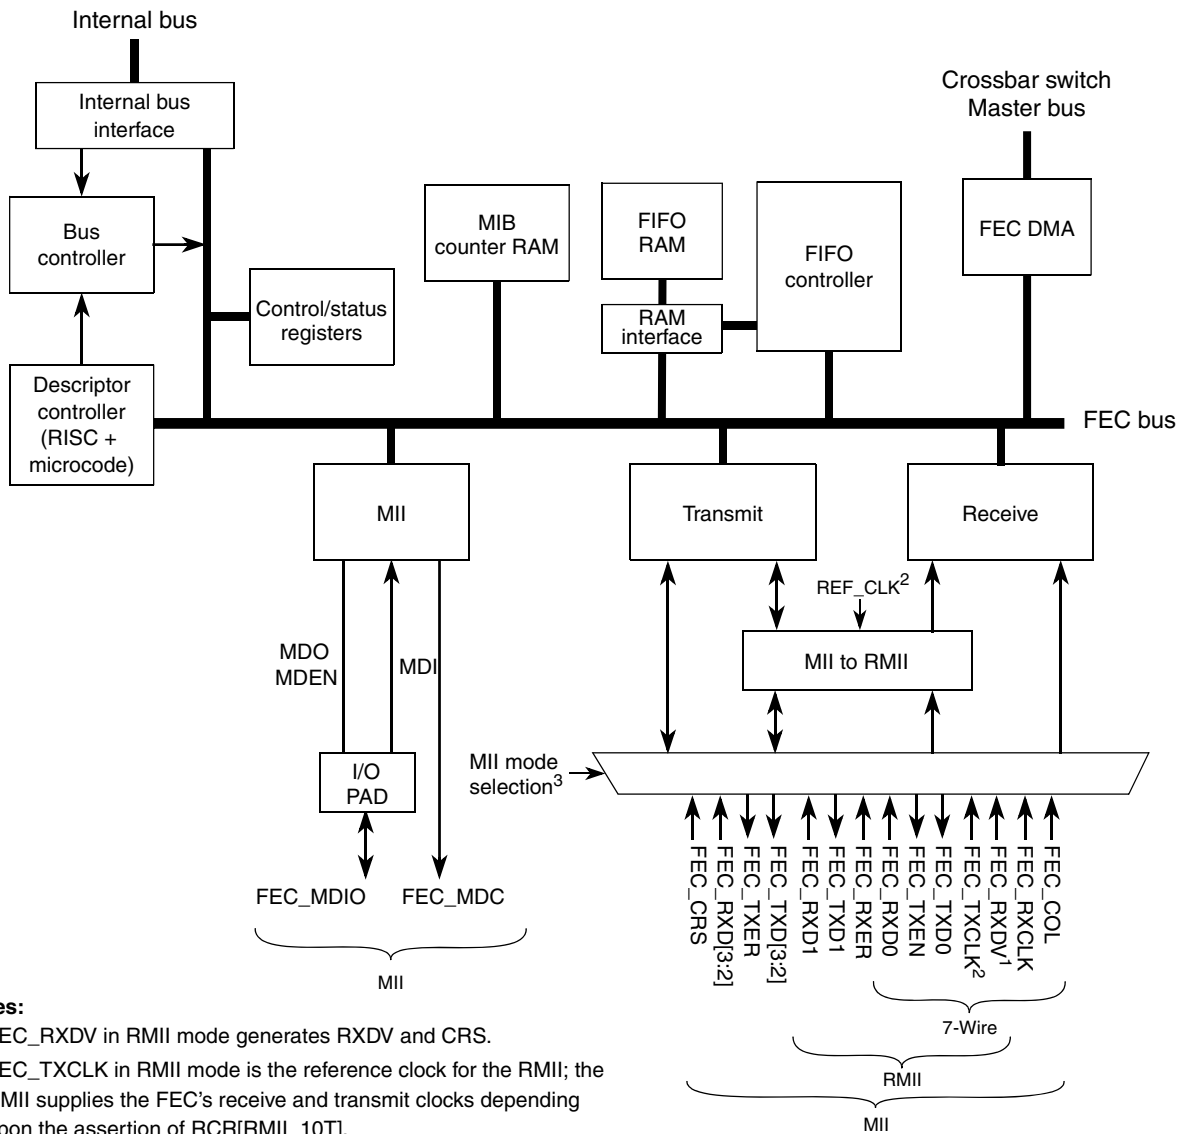 Internal bus
Internal bus
interface
Bus
controller
Control/status
registers
Descriptor
controller
(RISC +
microcode)
MIB
counter RAM
FIFO
RAM
RAM
interface
FIFO
controller
Crossbar switch
Master bus
FEC DMA
FEC bus
MII
Transmit
Receive
MDO
MDEN
MDI
REF_CLK2
MII to RMII
I/O
PAD
MII mode
selection3
FEC_MDIO
FEC_MDC
MII
FEC_CRS
FEC_RXD[3:2]
FEC_TXER
FEC_TXD[3:2]
FEC_RXD1
FEC_TXD1
FEC_RXER
FEC_RXD0
FEC_TXEN
FEC_TXD0
FEC_TXCLK2
FEC_RXDV1
FEC_RXCLK
FEC_COL
7-Wire
RMII
MII
es:
EC_RXDV in RMII mode generates RXDV and CRS.
EC_TXCLK in RMII mode is the reference clock for the RMII; the
MII supplies the FEC's receive and transmit clocks depending
pon the assertion of RCR[RMII_10T].